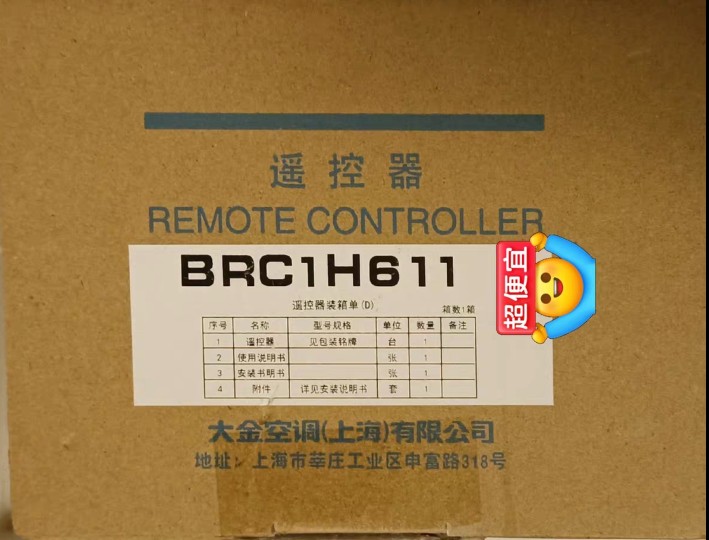 遥控器
REMOTE CONTROLLER
BRC1H611
超便宜
遥控器装箱单(D)
箱数1箱
序号 名称 型号规格 单位 数量 备注
1 遥控器 见包装铭牌 台 1
2 使用说明书 张 1
3 安装书明书 张 1
4 附件 详见安装说明书 套 1
大金空调(上海)有限公司
地址:上海市莘庄工业区申富路318号